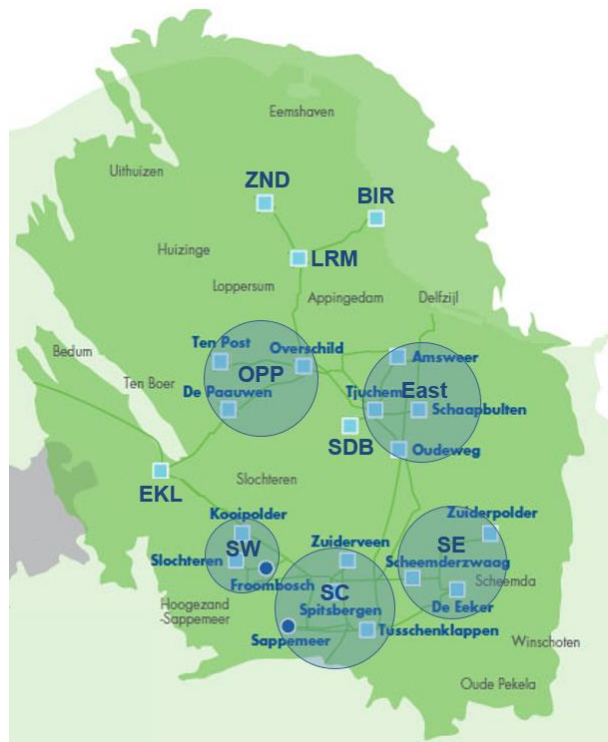 Eemshaven
Uithuizen
ZND
BIR
Huizinge
LRM
Loppersum
Appingedam
Delfzijl
Bedum
Ten Post
Overschild
Amsweer
OPP
Ten Boer
De Paauwen
Tjuchem
East
Schaapbulten
SDB
Oudeweg
EKL
Slochteren
Kooipolder
Zuiderpolder
SW
Zuiderveen
SE
Slochteren
Scheemderzwaag
Froombosch
SC
Scheemda
Hoogezand
-Sappemeer
Spitsbergen
De Eeker
Sappemeer
Tusschenklappen
Winschoten
Oude Pekela